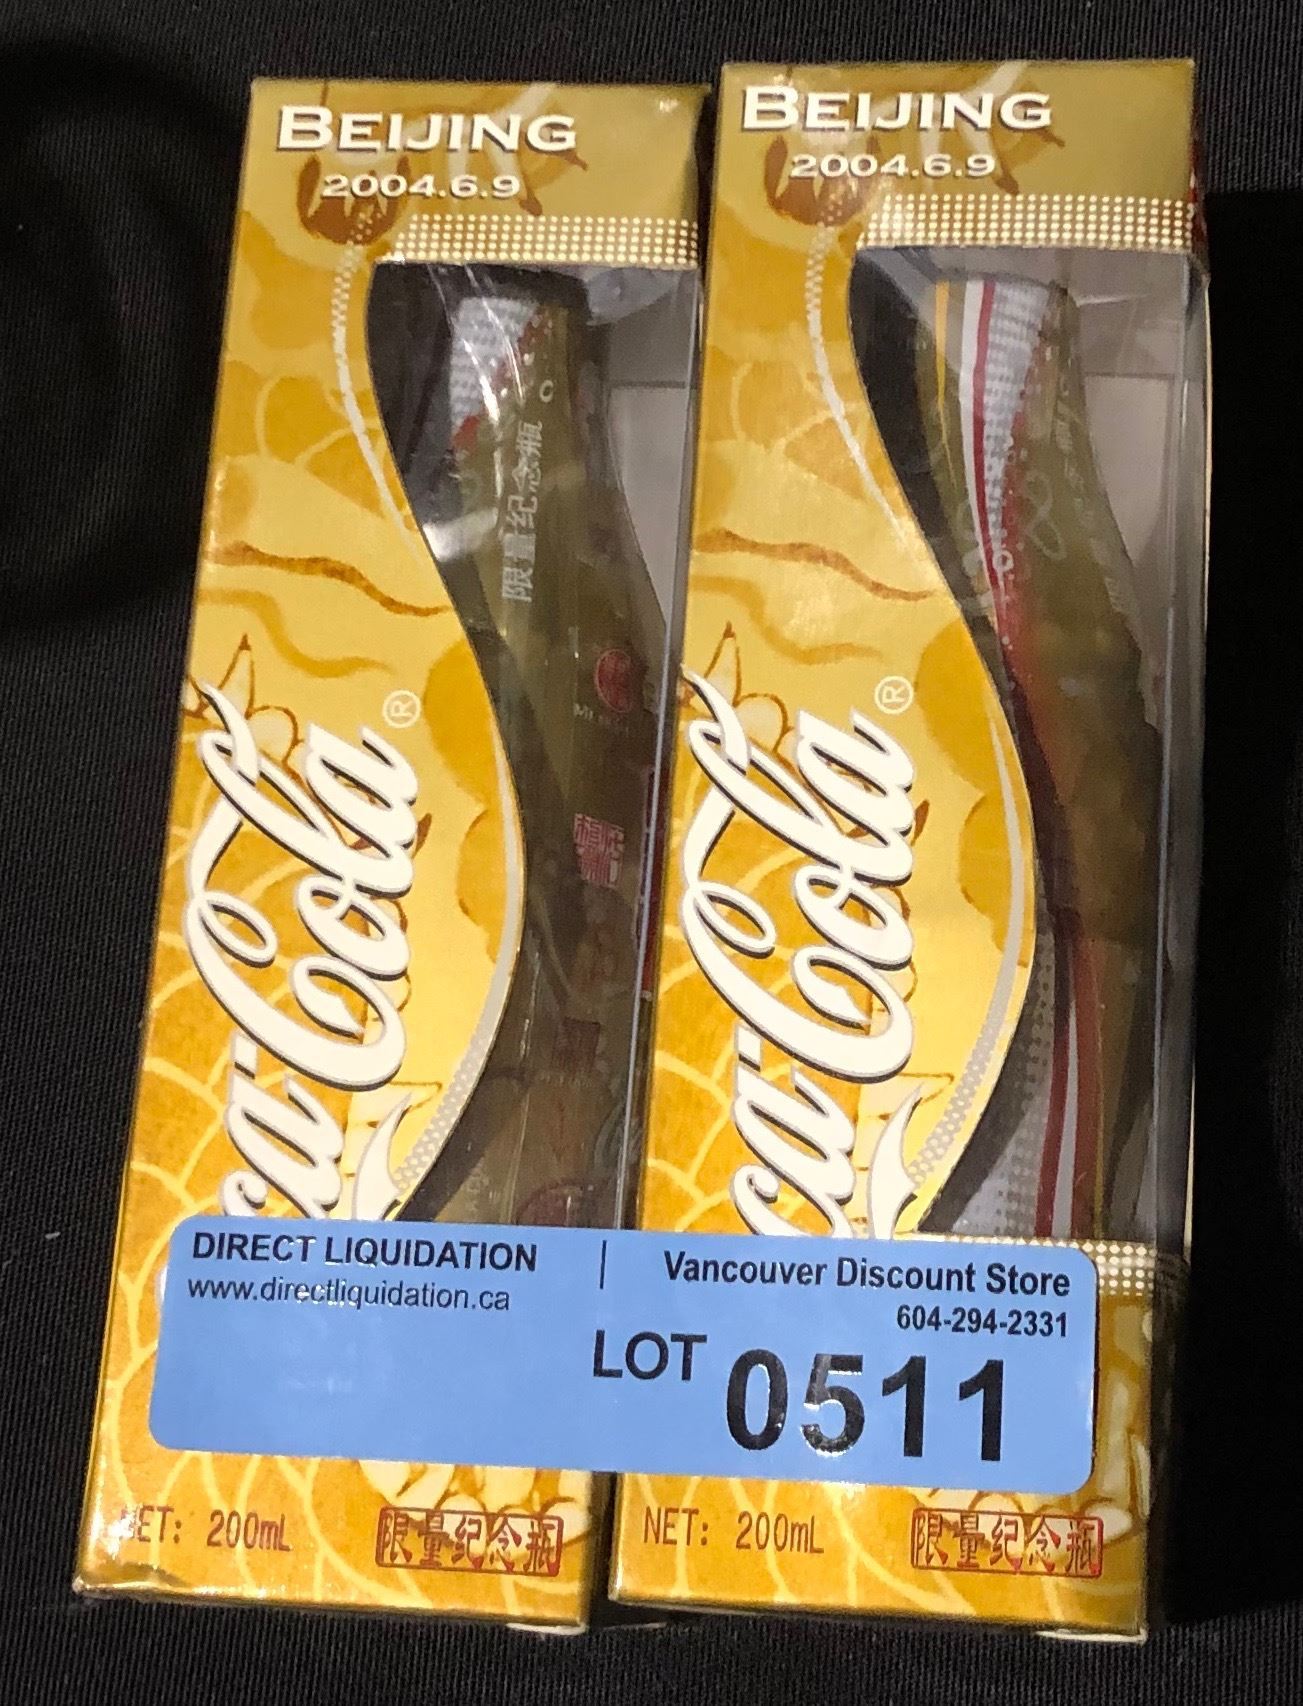 BEIJING
2004.6.9
限量纪念瓶
Coca-Cola®
BEIJING
2004.6.9
Coca-Cola®
DIRECT LIQUIDATION
www.directliquidation.ca
Vancouver Discount Store
604-294-2331
LOT 0511
NET: 200mL
限量纪念瓶
NET: 200mL
限量纪念瓶